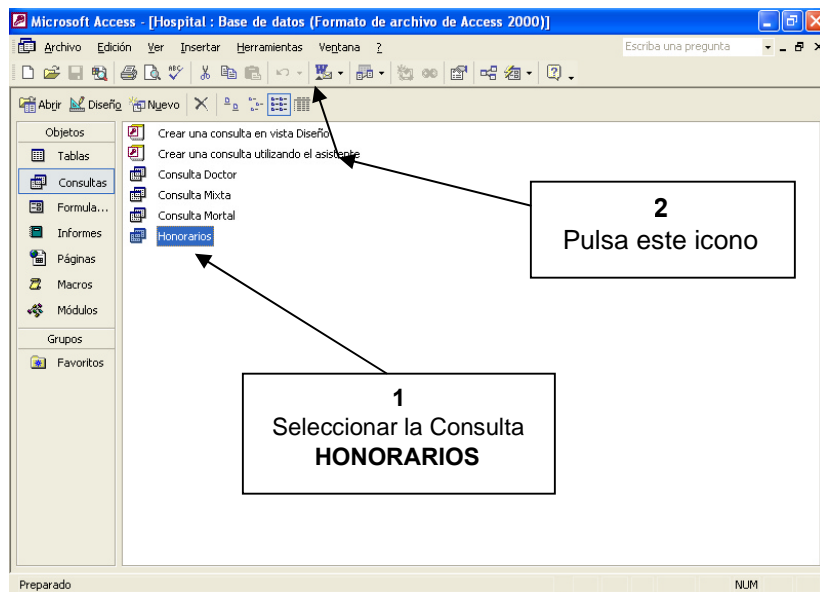 Microsoft Access - [Hospital : Base de datos (Formato de archivo de Access 2000)]
Archivo Edición Ver Insertar Herramientas Ventana ? Escriba una pregunta
Abrir Diseño Nuevo
Objetos
Tablas
Consultas
Formula...
Informes
Páginas
Macros
Módulos
Grupos
Favoritos
Crear una consulta en vista Diseño
Crear una consulta utilizando el asistente
Consulta Doctor
Consulta Mixta
Consulta Mortal
Honorarios
2
Pulsa este icono
1
Seleccionar la Consulta
HONORARIOS
Preparado NUM